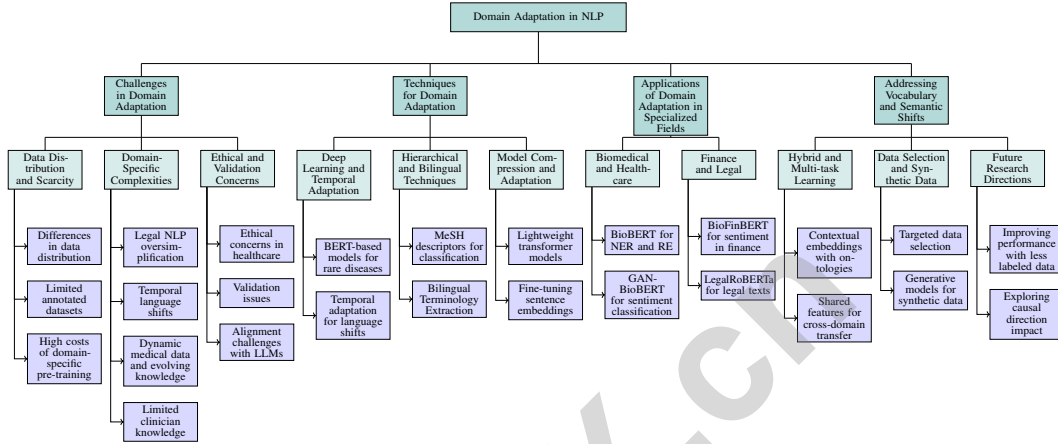 Domain Adaptation in NLP
Challenges
in Domain
Adaptation
Techniques
for Domain
Adaptation
Applications
of Domain
Adaptation in
Specialized
Fields
Addressing
Vocabulary
and Semantic
Shifts
Data Dis-
tribution
and Scarcity
Domain-
Specific
Complexities
Ethical and
Validation
Concerns
Deep
Learning and
Temporal
Adaptation
Hierarchical
and Bilingual
Techniques
Model Com-
pression and
Adaptation
Biomedical
and Health-
care
Finance
and Legal
Hybrid and
Multi-task
Learning
Data Selection
and Syn-
thetic Data
Future
Research
Directions
Differences in
data
distribution
Limited
annotated
datasets
High costs
of domain-
specific
pre-training
Legal NLP
oversim-
plification
Temporal
language
shifts
Dynamic
medical data
and evolving
knowledge
Limited
clinician
knowledge
Ethical
concerns in
healthcare
Validation
issues
Alignment
challenges
with LLMs
BERT-based
models for
rare diseases
Temporal
adaptation
for language
shifts
MeSH
descriptors for
classification
Bilingual
Terminology
Extraction
Lightweight
transformer
models
Fine-tuning
sentence
embeddings
BioBERT for
NER and RE
GAN-
BioBERT
for sentiment
classification
BioFinBERT
for sentiment
in finance
LegalRoBERTa
for legal texts
Contextual
embeddings
with on-
tologies
Shared
features for
cross-domain
transfer
Targeted data
selection
Generative
models for
synthetic data
Improving
performance
with less
labeled data
Exploring
causal
direction
impact